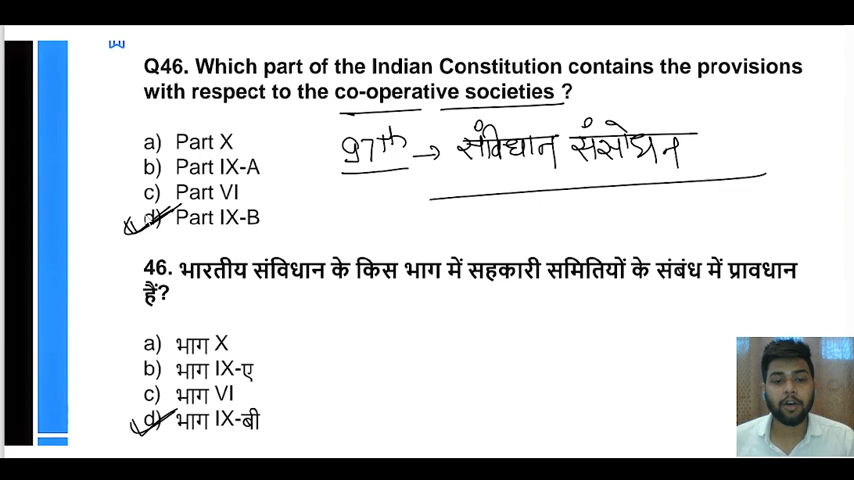 Q46. Which part of the Indian Constitution contains the provisions
with respect to the co-operative societies ?
a) Part X
b) Part IX-A
c) Part VI
d) Part IX-B
97th → संविधान संसोधन
46. भारतीय संविधान के किस भाग में सहकारी समितियों के संबंध में प्रावधान
हैं?
a) भाग X
b) भाग IX-ए
c) भाग VI
d) भाग IX-बी